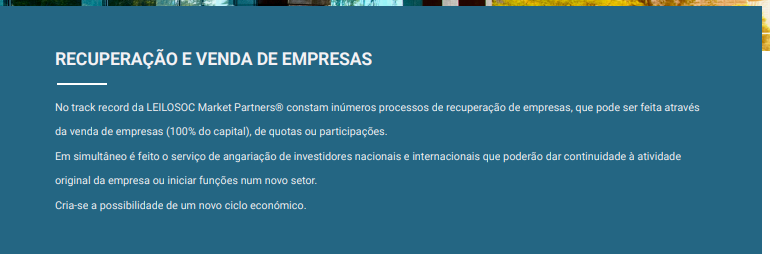 RECUPERAÇÃO E VENDA DE EMPRESAS
No track record da LEILOSOC Market Partners® constam inúmeros processos de recuperação de empresas, que pode ser feita através
da venda de empresas (100% do capital), de quotas ou participações.
Em simultâneo é feito o serviço de angariação de investidores nacionais e internacionais que poderão dar continuidade à atividade
original da empresa ou iniciar funções num novo setor.
Cria-se a possibilidade de um novo ciclo económico.